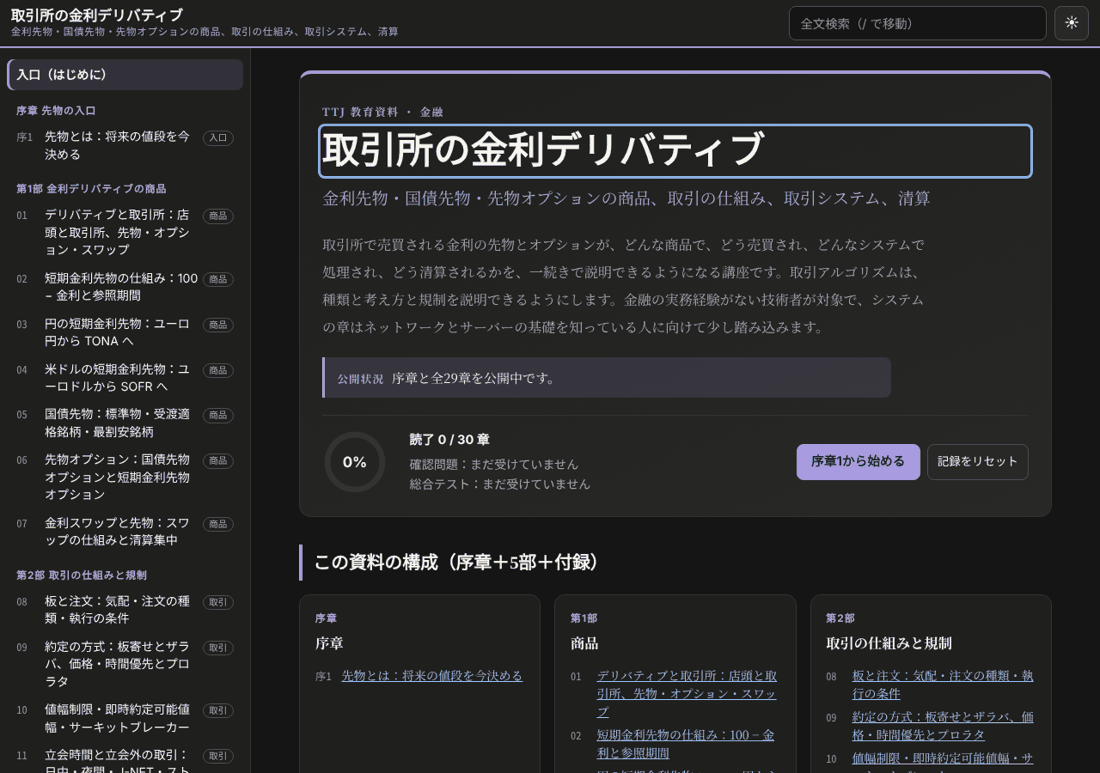 取引所の金利デリバティブ
金利先物・国債先物・先物オプションの商品、取引の仕組み、取引システム、清算
全文検索（/ で移動）
入口（はじめに）
序章 先物の入口
序1 先物とは：将来の値段を今 入口
決める
第1部 金利デリバティブの商品
01 デリバティブと取引所：店 商品
頭と取引所、先物・オプシ
ョン・スワップ
02 短期金利先物の仕組み：100 商品
− 金利と参照期間
03 円の短期金利先物：ユーロ 商品
円から TONA へ
04 米ドルの短期金利先物：ユ 商品
ーロドルから SOFR へ
05 国債先物：標準物・受渡適 商品
格銘柄・最割安銘柄
06 先物オプション：国債先物 商品
オプションと短期金利先物
オプション
07 金利スワップと先物：スワ 商品
ップの仕組みと清算集中
第2部 取引の仕組みと規制
08 板と注文：気配・注文の種 取引
類・執行の条件
09 約定の方式：板寄せとザラ 取引
バ、価格・時間優先とプロ
ラタ
10 値幅制限・即時約定可能値 取引
幅・サーキットブレーカー
11 立会時間と立会外の取引： 取引
日中・夜間・J-NET・スト
TTJ 教育資料 ・ 金融
取引所の金利デリバティブ
金利先物・国債先物・先物オプションの商品、取引の仕組み、取引システム、清算
取引所で売買される金利の先物とオプションが、どんな商品で、どう売買され、どんなシステムで
処理され、どう清算されるかを、一続きで説明できるようになる講座です。取引アルゴリズムは、
種類と考え方と規制を説明できるようにします。金融の実務経験がない技術者が対象で、システム
の章はネットワークとサーバーの基礎を知っている人に向けて少し踏み込みます。
公開状況 序章と全29章を公開中です。
0%
読了 0 / 30 章
確認問題：まだ受けていません
総合テスト：まだ受けていません
序章1から始める
記録をリセット
この資料の構成（序章＋5部＋付録）
序章
序章
序1 先物とは：将来の値段を今決める
第1部
商品
01 デリバティブと取引所：店頭と取
引所、先物・オプション・スワッ
プ
02 短期金利先物の仕組み：100 − 金
利と参照期間
第2部
取引の仕組みと規制
08 板と注文：気配・注文の種類・執
行の条件
09 約定の方式：板寄せとザラバ、価
格・時間優先とプロラタ
10 値幅制限・即時約定可能値幅・サ